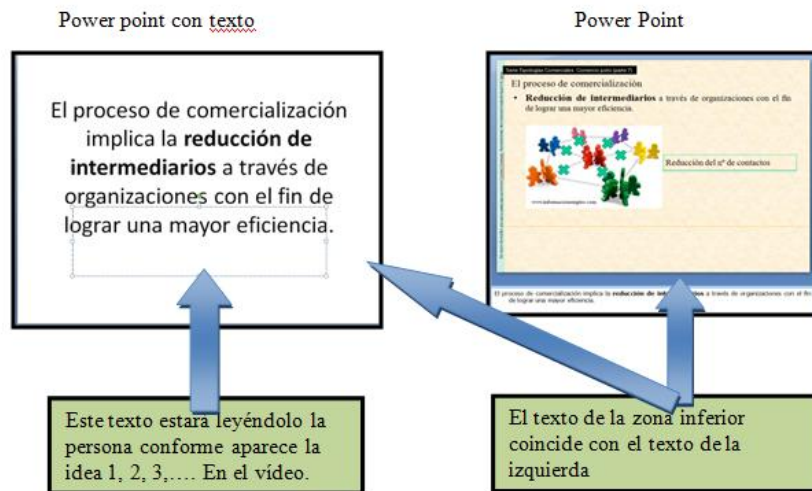 Power point con texto
Power Point
El proceso de comercialización
implica la reducción de
intermediarios a través de
organizaciones con el fin de
lograr una mayor eficiencia.
El proceso de comercialización
• Reducción de intermediarios a través de organizaciones con el fin
de lograr una mayor eficiencia.
Reducción del nº de contactos
El proceso de comercialización implica la reducción de intermediarios a través de organizaciones con el fin
de lograr una mayor eficiencia.
Este texto estará leyéndolo la
persona conforme aparece la
idea 1, 2, 3,…. En el vídeo.
El texto de la zona inferior
coincide con el texto de la
izquierda